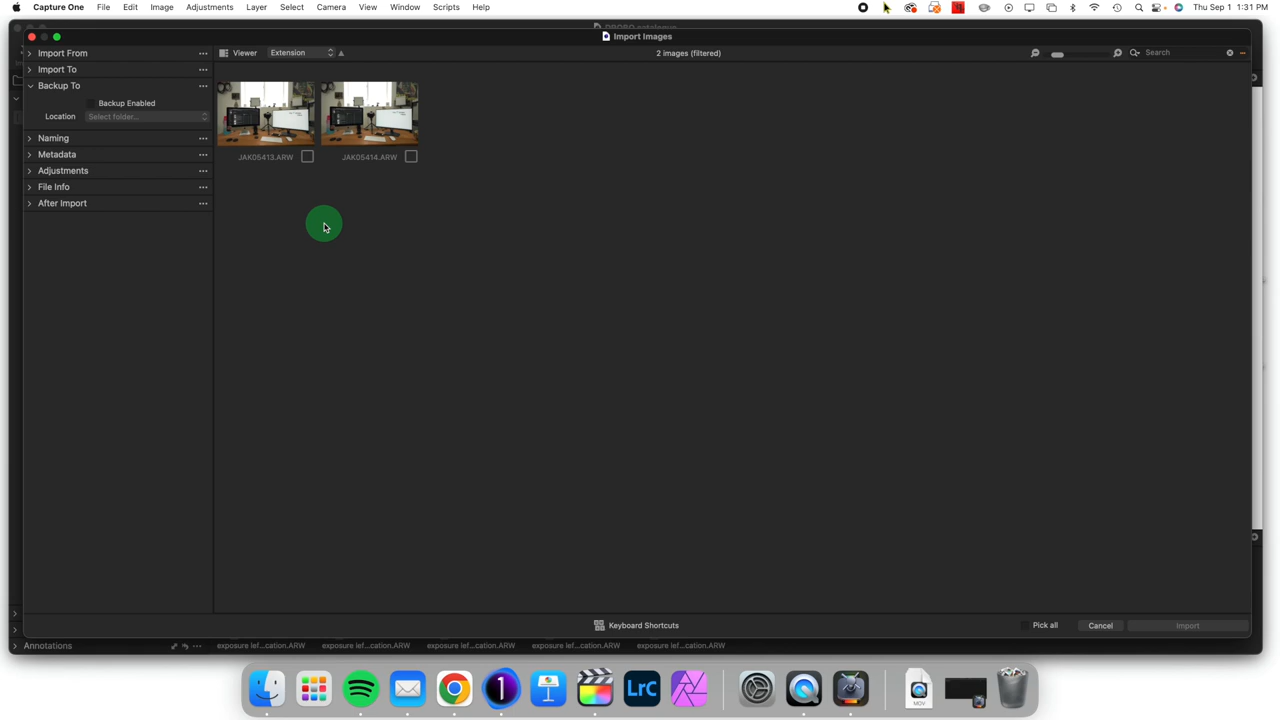 Capture One File Edit Image Adjustments Layer Select Camera View Window Scripts Help Thu Sep 1 1:31 PM
Import Images
Import From
Import To
Backup To
Backup Enabled
Location Select folder...
Naming
Metadata
Adjustments
File Info
After Import
Viewer Extension 2 images (filtered) Search
JAK05413.ARW JAK05414.ARW
Keyboard Shortcuts Pick all Cancel Import
Annotations exposure lef...cation.ARW exposure lef...cation.ARW exposure lef...cation.ARW exposure lef...cation.ARW exposure lef...cation.ARW
1 LrC MOV